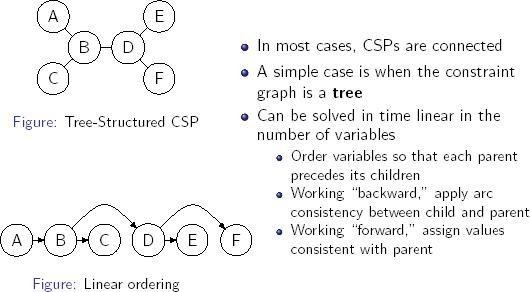 A
E
B
D
C
F
Figure: Tree-Structured CSP
A
B
C
D
E
F
Figure: Linear ordering
In most cases, CSPs are connected
A simple case is when the constraint
graph is a tree
Can be solved in time linear in the
number of variables
Order variables so that each parent
precedes its children
Working “backward,” apply arc
consistency between child and parent
Working “forward,” assign values
consistent with parent